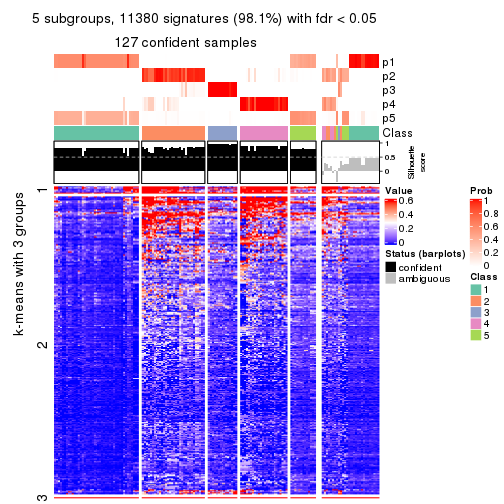 5 subgroups, 11380 signatures (98.1%) with fdr < 0.05
127 confident samples
p1
p2
p3
p4
p5
Class
1
0.5
0
Silhouette
score
k-means with 3 groups
1
2
3
Value
0.6
0.4
0.2
0
Status (barplots)
confident
ambiguous
Prob
1
0.8
0.6
0.4
0.2
0
Class
1
2
3
4
5